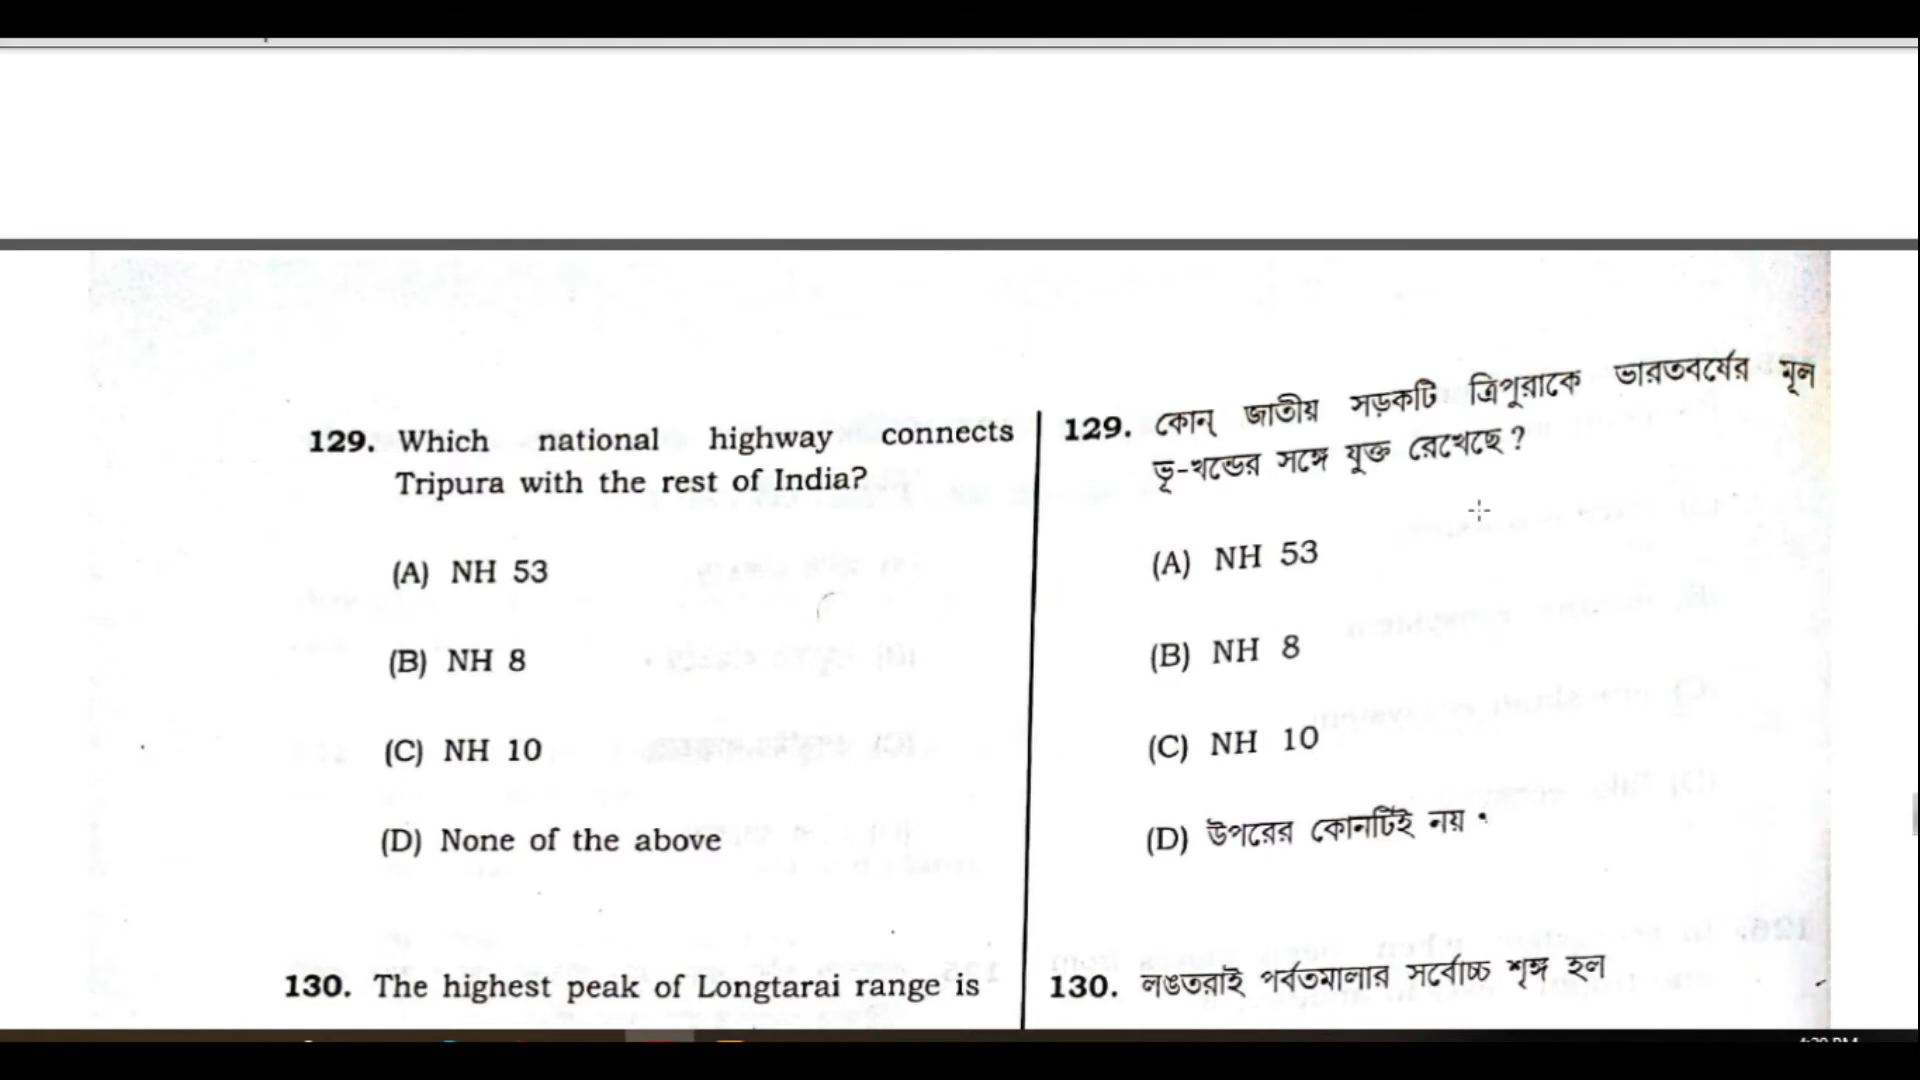 129. Which national highway connects
Tripura with the rest of India?
(A) NH 53
(B) NH 8
(C) NH 10
(D) None of the above
130. The highest peak of Longtarai range is
129. কোন্ জাতীয় সড়কটি ত্রিপুরাকে ভারতবর্ষের মূল
ভূ-খন্ডের সঙ্গে যুক্ত রেখেছে ?
(A) NH 53
(B) NH 8
(C) NH 10
(D) উপরের কোনটিই নয়
130. লঙতরাই পর্বতমালার সর্বোচ্চ শৃঙ্গ হল